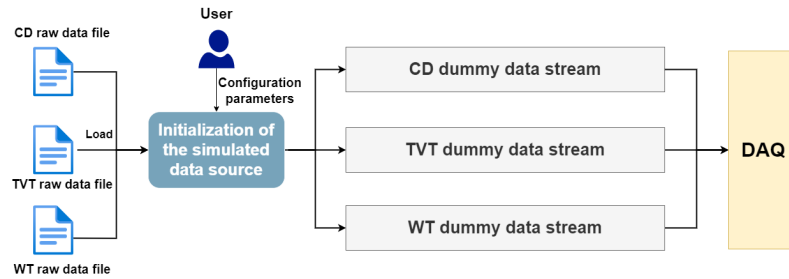 User
CD raw data file
Configuration
parameters
CD dummy data stream
Load
Initialization of
the simulated
data source
TVT dummy data stream
DAQ
TVT raw data file
WT dummy data stream
WT raw data file